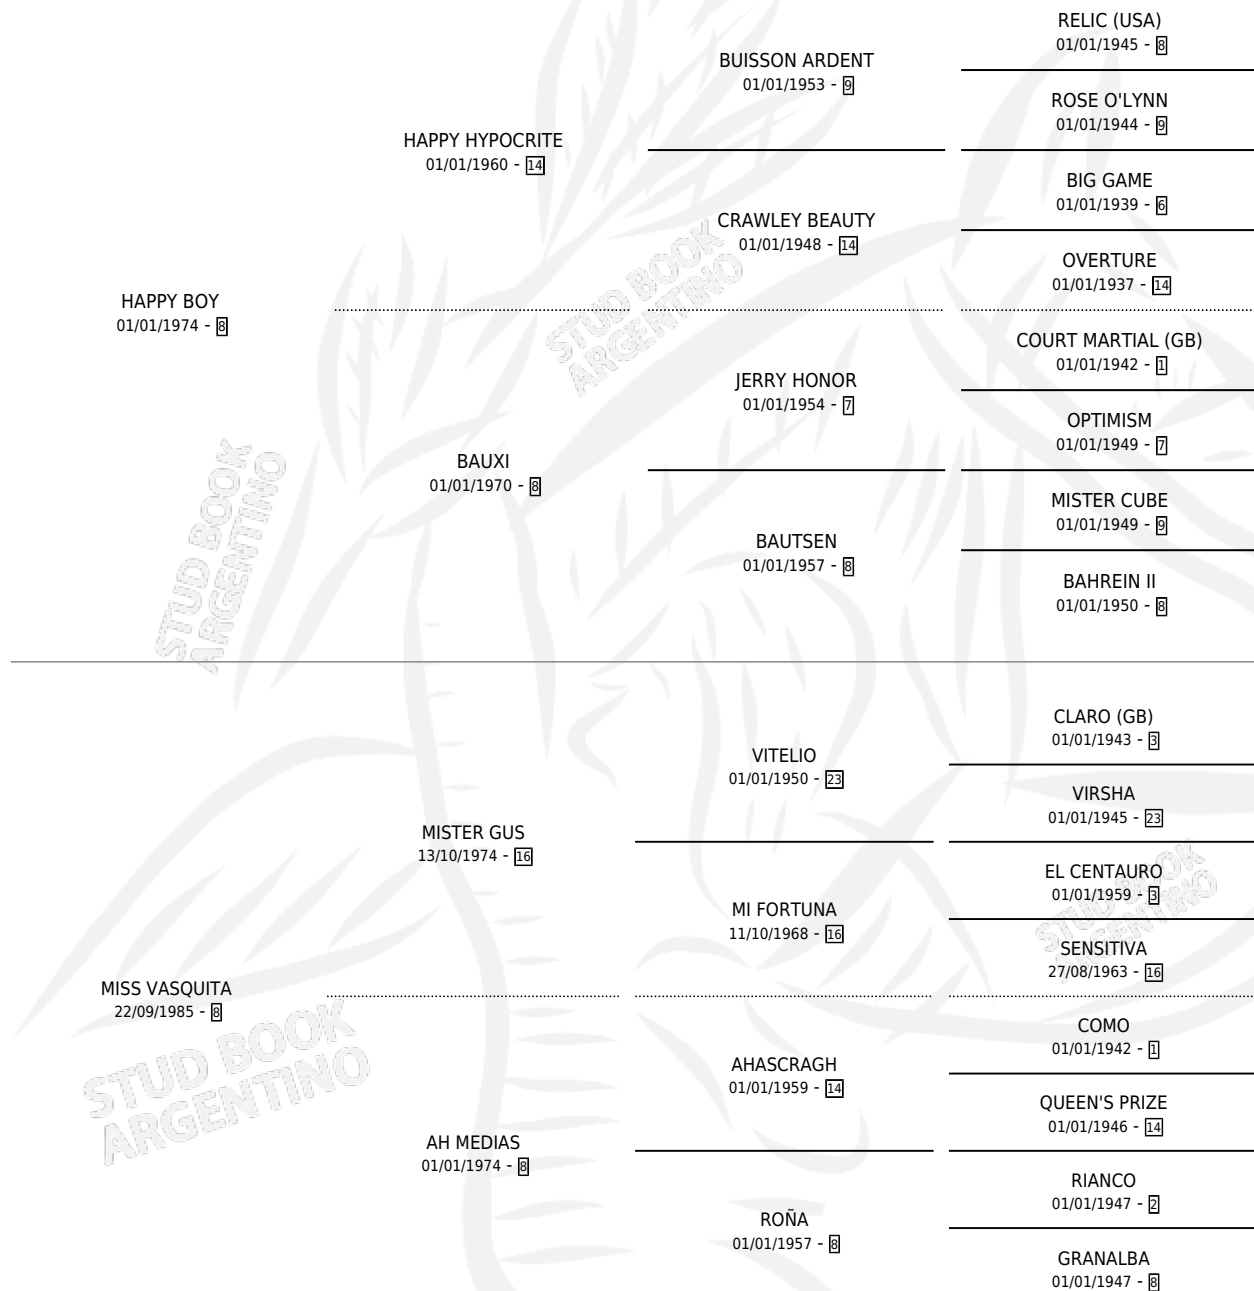 RELIC (USA)
01/01/1945 - 8
BUISSON ARDENT
01/01/1953 - 9
ROSE O'LYNN
01/01/1944 - 9
HAPPY HYPOCRITE
01/01/1960 - 14
BIG GAME
01/01/1939 - 6
CRAWLEY BEAUTY
01/01/1948 - 14
OVERTURE
01/01/1937 - 14
HAPPY BOY
01/01/1974 - 8
STUD BOOK
ARGENTINO
COURT MARTIAL (GB)
01/01/1942 - 1
JERRY HONOR
01/01/1954 - 7
OPTIMISM
01/01/1949 - 7
BAUXI
01/01/1970 - 8
MISTER CUBE
01/01/1949 - 9
BAUTSEN
01/01/1957 - 8
BAHREIN II
01/01/1950 - 8
STUD BOOK
ARGENTINO
CLARO (GB)
01/01/1943 - 3
VITELIO
01/01/1950 - 23
VIRSHA
01/01/1945 - 23
MISTER GUS
13/10/1974 - 16
EL CENTAURO
01/01/1959 - 3
MI FORTUNA
11/10/1968 - 16
STUD BOOK
ARGENTINO
SENSITIVA
27/08/1963 - 16
MISS VASQUITA
22/09/1985 - 8
STUD BOOK
ARGENTINO
COMO
01/01/1942 - 1
AHASCRAGH
01/01/1959 - 14
QUEEN'S PRIZE
01/01/1946 - 14
AH MEDIAS
01/01/1974 - 8
RIANCO
01/01/1947 - 2
ROÑA
01/01/1957 - 8
GRANALBA
01/01/1947 - 8